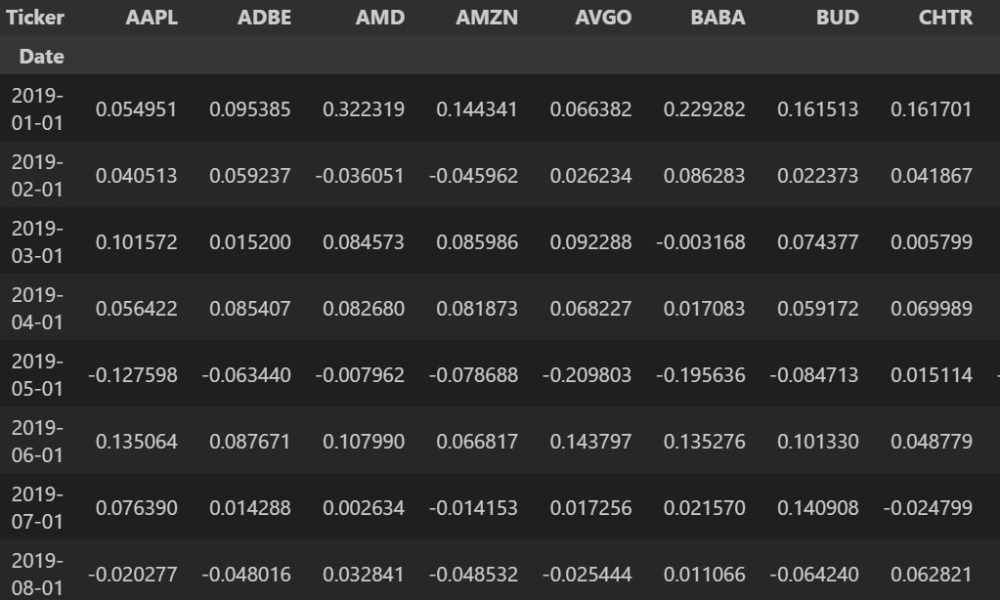 Ticker AAPL ADBE AMD AMZN AVGO BABA BUD CHTR
Date
2019-
01-01 0.054951 0.095385 0.322319 0.144341 0.066382 0.229282 0.161513 0.161701
2019-
02-01 0.040513 0.059237 -0.036051 -0.045962 0.026234 0.086283 0.022373 0.041867
2019-
03-01 0.101572 0.015200 0.084573 0.085986 0.092288 -0.003168 0.074377 0.005799
2019-
04-01 0.056422 0.085407 0.082680 0.081873 0.068227 0.017083 0.059172 0.069989
2019-
05-01 -0.127598 -0.063440 -0.007962 -0.078688 -0.209803 -0.195636 -0.084713 0.015114 -
2019-
06-01 0.135064 0.087671 0.107990 0.066817 0.143797 0.135276 0.101330 0.048779
2019-
07-01 0.076390 0.014288 0.002634 -0.014153 0.017256 0.021570 0.140908 -0.024799
2019-
08-01 -0.020277 -0.048016 0.032841 -0.048532 -0.025444 0.011066 -0.064240 0.062821